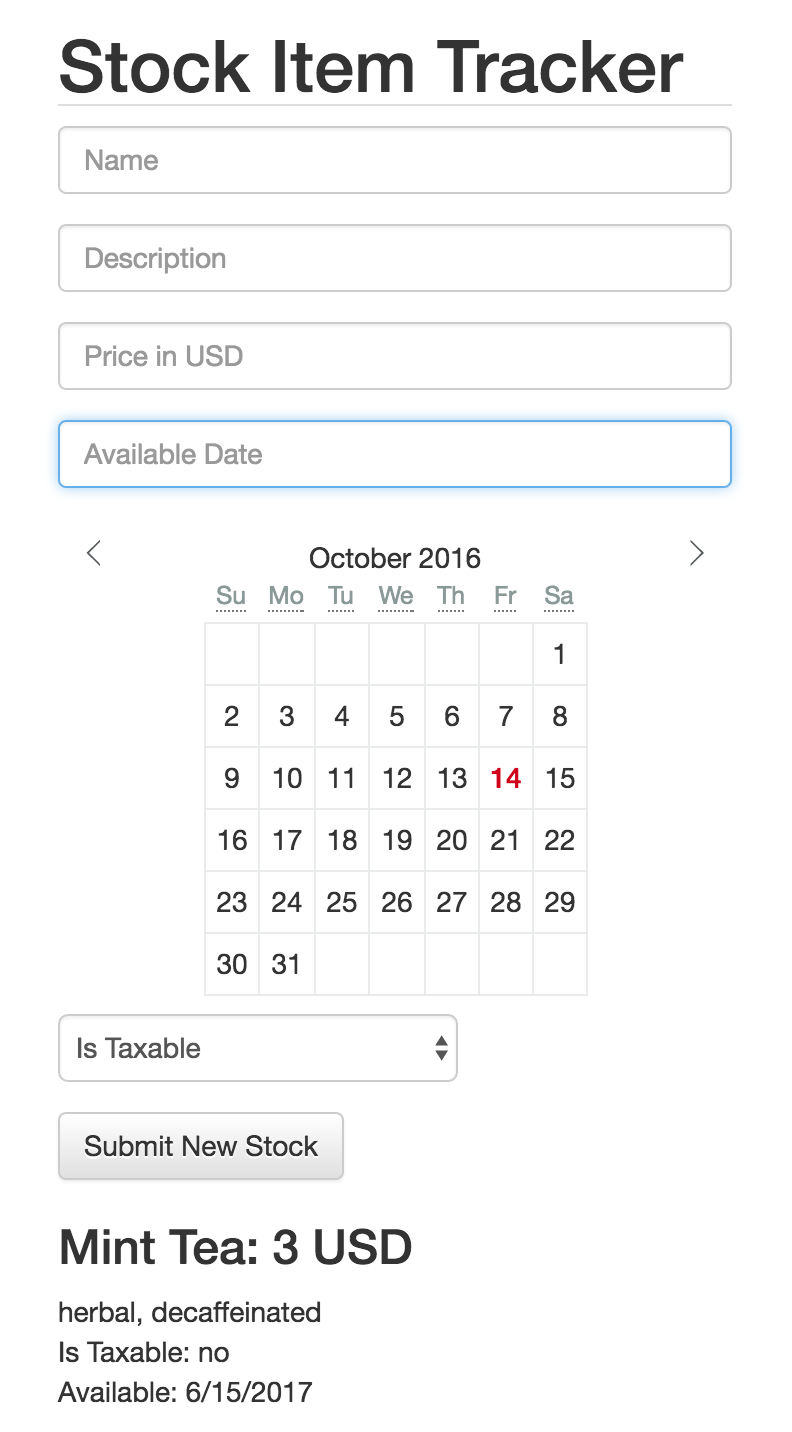 Stock Item Tracker
Name
Description
Price in USD
Available Date
October 2016
Su Mo Tu We Th Fr Sa
1
2 3 4 5 6 7 8
9 10 11 12 13 14 15
16 17 18 19 20 21 22
23 24 25 26 27 28 29
30 31
Is Taxable
Submit New Stock
Mint Tea: 3 USD
herbal, decaffeinated
Is Taxable: no
Available: 6/15/2017